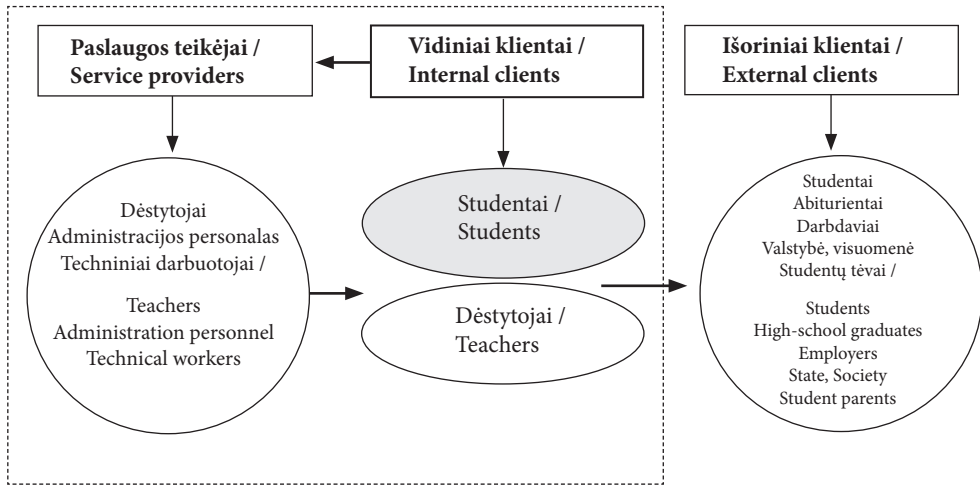 Paslaugos teikėjai /
Service providers
Vidiniai klientai /
Internal clients
Išoriniai klientai /
External clients
Dėstytojai
Administracijos personalas
Techniniai darbuotojai /
Teachers
Administration personnel
Technical workers
Studentai /
Students
Dėstytojai /
Teachers
Studentai
Abiturientai
Darbdaviai
Valstybė, visuomenė
Studentų tėvai /
Students
High-school graduates
Employers
State, Society
Student parents